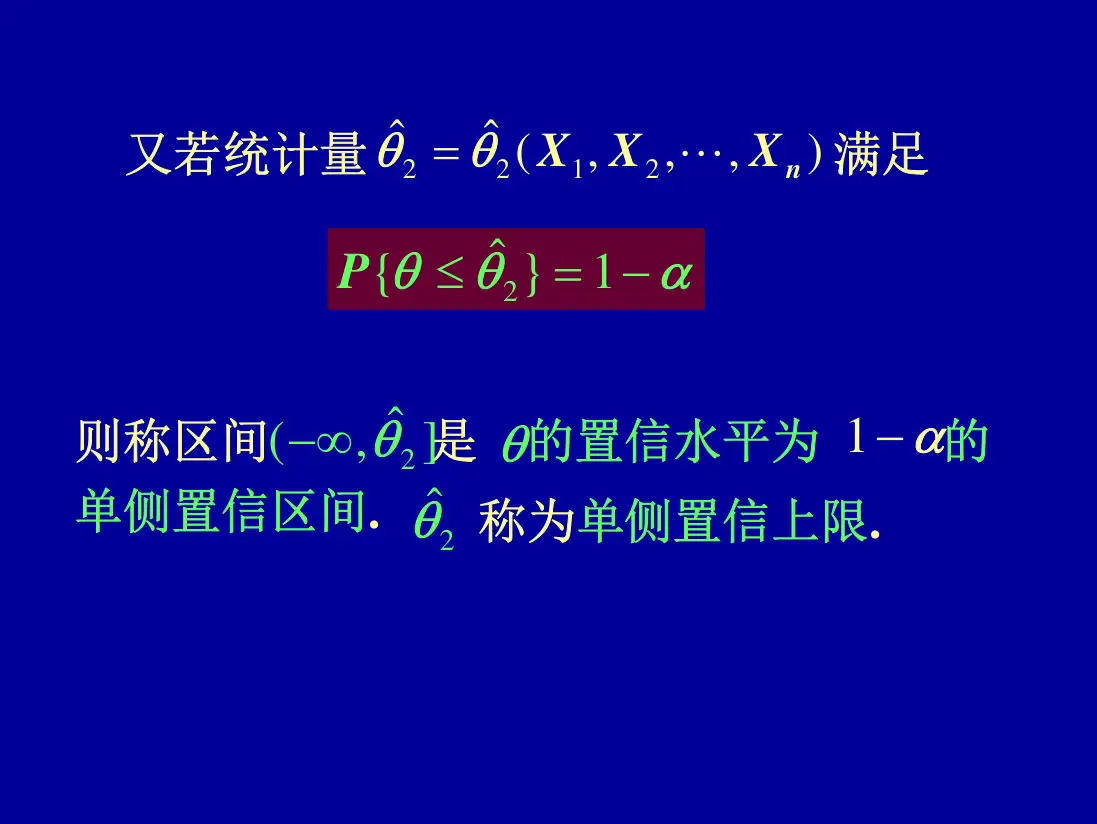 又若统计量 θ̂₂ = θ̂₂(X₁, X₂, ⋯, Xₙ) 满足
P{θ ≤ θ̂₂} = 1 − α
则称区间(−∞, θ̂₂]是 θ的置信水平为 1 − α的
单侧置信区间. θ̂₂ 称为单侧置信上限.